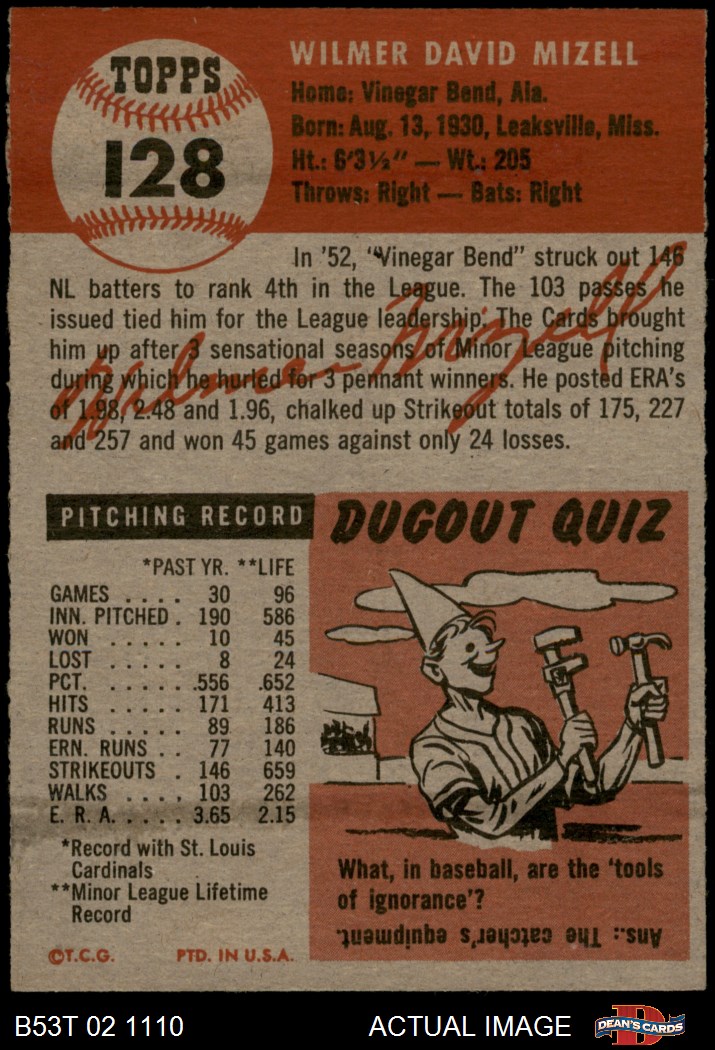 TOPPS
128
WILMER DAVID MIZELL
Home: Vinegar Bend, Ala.
Born: Aug. 13, 1930, Leaksville, Miss.
Ht.: 6'3½" — Wt.: 205
Throws: Right — Bats: Right
In '52, "Vinegar Bend" struck out 146
NL batters to rank 4th in the League. The 103 passes he
issued tied him for the League leadership. The Cards brought
him up after 3 sensational seasons of Minor League pitching
during which he hurled for 3 pennant winners. He posted ERA's
of 1.98, 2.48 and 1.96, chalked up Strikeout totals of 175, 227
and 257 and won 45 games against only 24 losses.
Wilmer Mizell
PITCHING RECORD
*PAST YR. **LIFE
GAMES . . . . 30 96
INN. PITCHED . 190 586
WON . . . . . 10 45
LOST . . . . . 8 24
PCT. . . . . . .556 .652
HITS . . . . . 171 413
RUNS . . . . . 89 186
ERN. RUNS . . 77 140
STRIKEOUTS . 146 659
WALKS . . . . 103 262
E. R. A. . . . . 3.65 2.15
*Record with St. Louis
Cardinals
**Minor League Lifetime
Record
©T.C.G. PTD. IN U.S.A.
DUGOUT QUIZ
What, in baseball, are the 'tools
of ignorance'?
Ans.: The catcher's equipment.
B53T 02 1110
ACTUAL IMAGE
D
DEAN'S CARDS